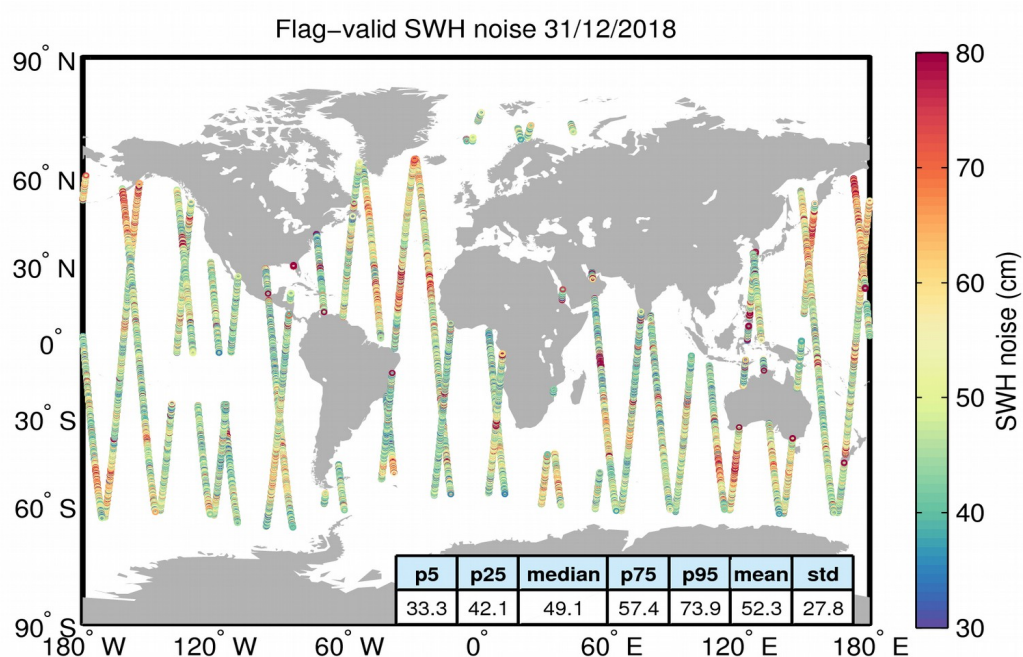 Flag−valid SWH noise 31/12/2018
90° N
60° N
30° N
0°
30° S
60° S
90° S
180° W
120° W
60° W
0°
60° E
120° E
180° E
80
70
60
50
40
30
SWH noise (cm)
p5 p25 median p75 p95 mean std
33.3 42.1 49.1 57.4 73.9 52.3 27.8